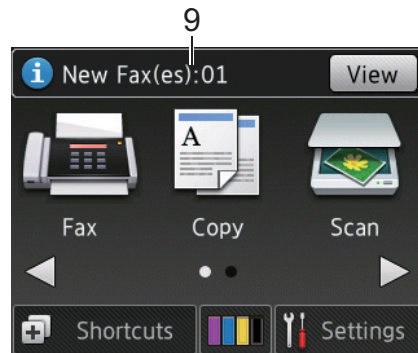 9
New Fax(es):01 View
A
Fax Copy Scan
Shortcuts Settings